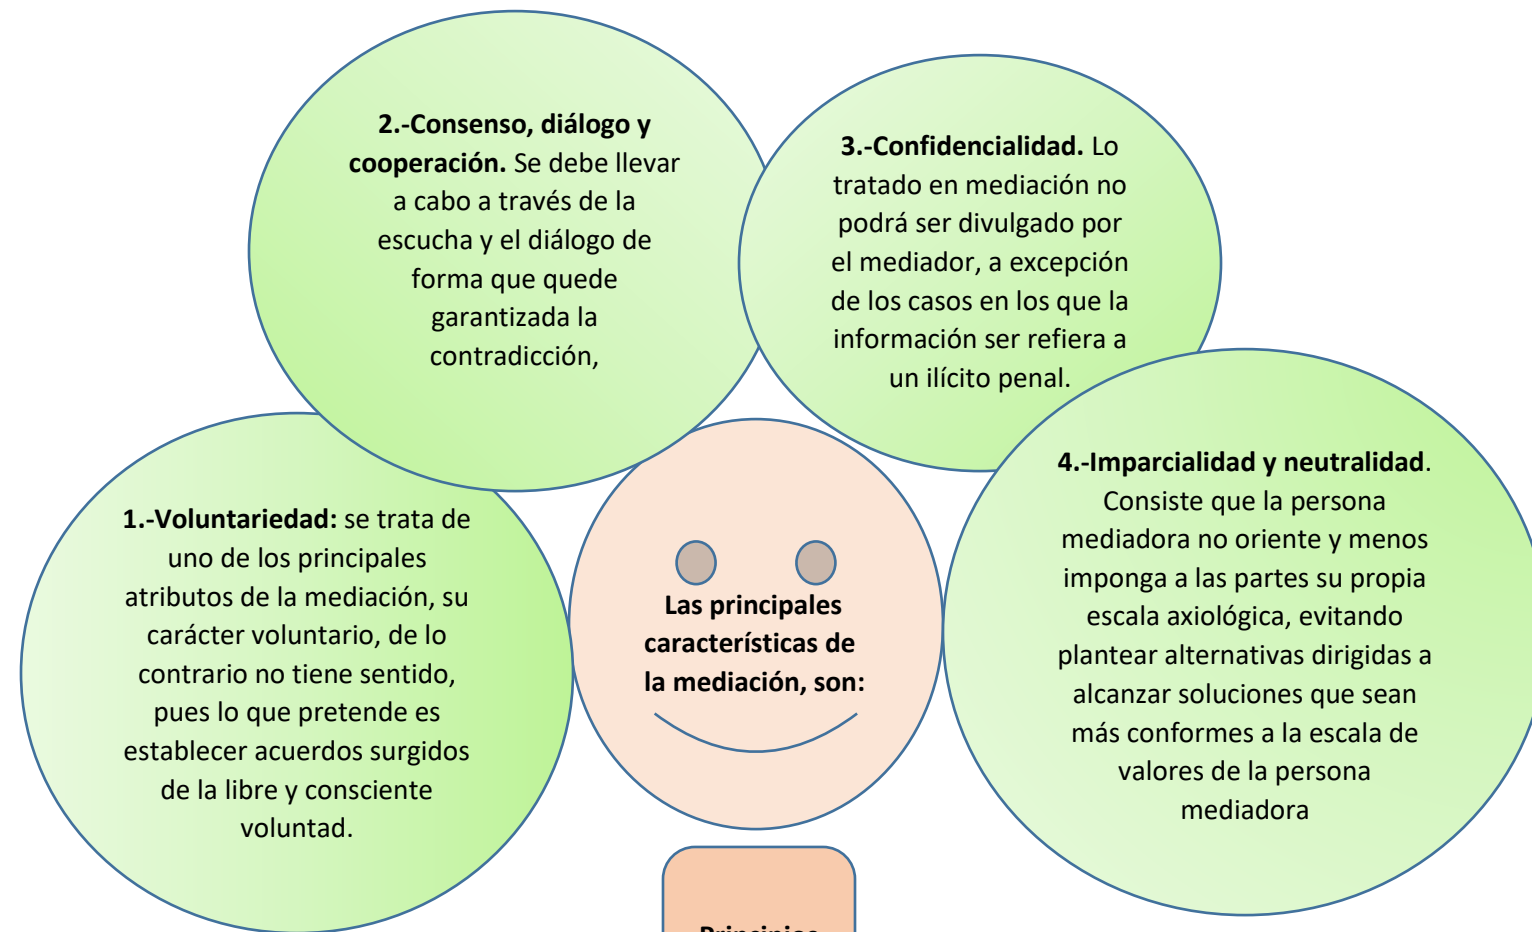 2.-Consenso, diálogo y
cooperación. Se debe llevar
a cabo a través de la
escucha y el diálogo de
forma que quede
garantizada la
contradicción,
3.-Confidencialidad. Lo
tratado en mediación no
podrá ser divulgado por
el mediador, a excepción
de los casos en los que la
información ser refiera a
un ilícito penal.
1.-Voluntariedad: se trata de
uno de los principales
atributos de la mediación, su
carácter voluntario, de lo
contrario no tiene sentido,
pues lo que pretende es
establecer acuerdos surgidos
de la libre y consciente
voluntad.
Las principales
características de
la mediación, son:
4.-Imparcialidad y neutralidad.
Consiste que la persona
mediadora no oriente y menos
imponga a las partes su propia
escala axiológica, evitando
plantear alternativas dirigidas a
alcanzar soluciones que sean
más conformes a la escala de
valores de la persona
mediadora
Principios